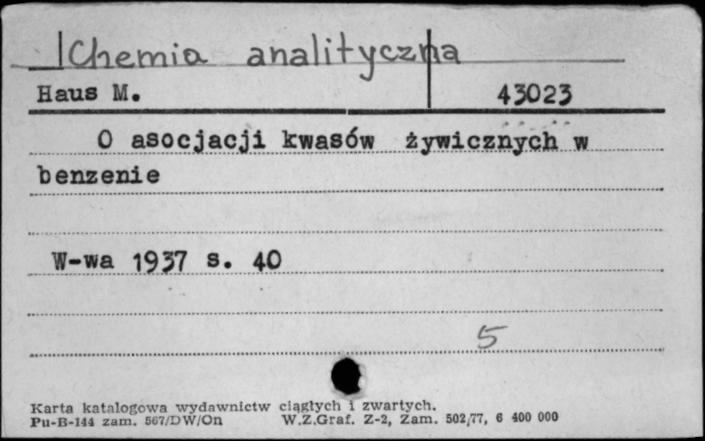 Chemia analityczna
Haus M. 43023
O asocjacji kwasów żywicznych w
benzenie
W-wa 1937 s. 40
5
Karta katalogowa wydawnictw ciągłych i zwartych.
Pu-B-144 zam. 567/DW/On W.Z.Graf. Z-2, Zam. 502/77, 6 400 000